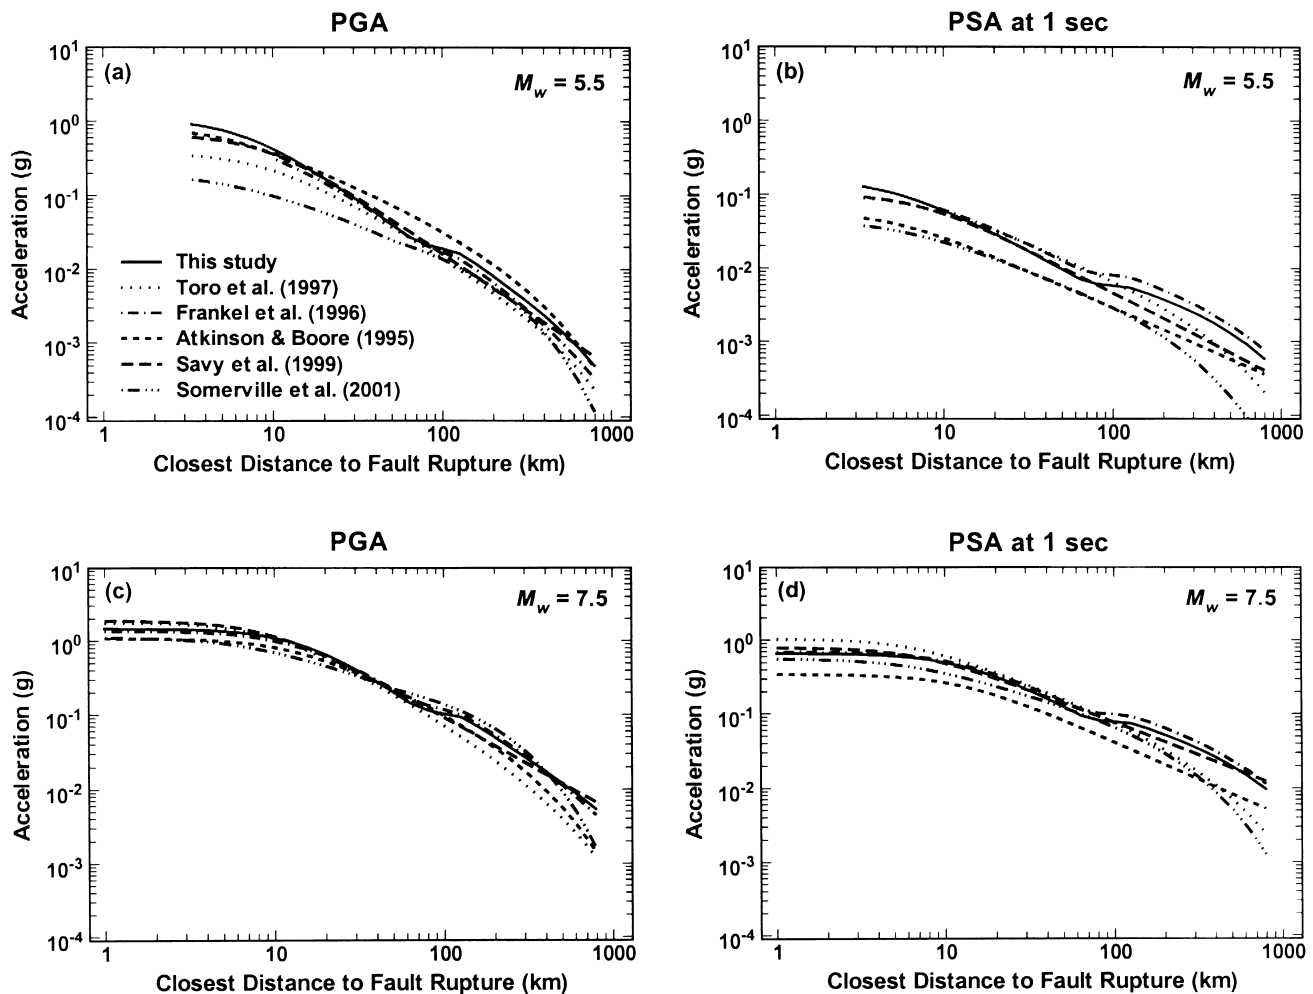 PGA
(a)
M_w = 5.5
10^1
10^0
10^-1
10^-2
10^-3
10^-4
Acceleration (g)
This study
Toro et al. (1997)
Frankel et al. (1996)
Atkinson & Boore (1995)
Savy et al. (1999)
Somerville et al. (2001)
1 10 100 1000
Closest Distance to Fault Rupture (km)
PSA at 1 sec
(b)
M_w = 5.5
10^1
10^0
10^-1
10^-2
10^-3
10^-4
Acceleration (g)
1 10 100 1000
Closest Distance to Fault Rupture (km)
PGA
(c)
M_w = 7.5
10^1
10^0
10^-1
10^-2
10^-3
10^-4
Acceleration (g)
1 10 100 1000
Closest Distance to Fault Rupture (km)
PSA at 1 sec
(d)
M_w = 7.5
10^1
10^0
10^-1
10^-2
10^-3
10^-4
Acceleration (g)
1 10 100 1000
Closest Distance to Fault Rupture (km)